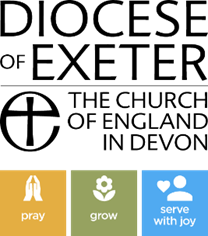 DIOCESE
OF EXETER
THE CHURCH
OF ENGLAND
IN DEVON
pray
grow
serve
with joy